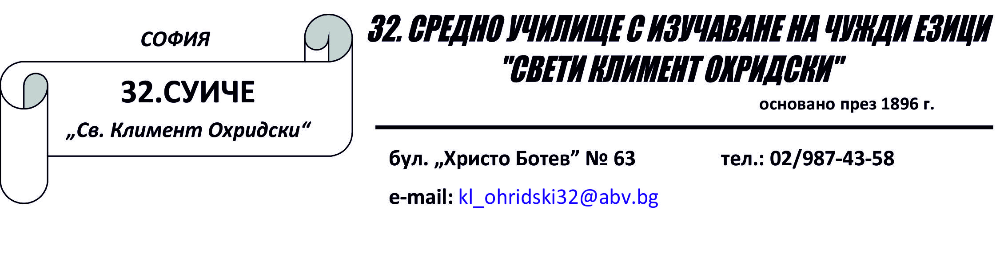 СОФИЯ
32.СУИЧЕ
„Св. Климент Охридски“
32. СРЕДНО УЧИЛИЩЕ С ИЗУЧАВАНЕ НА ЧУЖДИ ЕЗИЦИ
"СВЕТИ КЛИМЕНТ ОХРИДСКИ"
основано през 1896 г.
бул. „Христо Ботев” № 63 тел.: 02/987-43-58
e-mail: kl_ohridski32@abv.bg